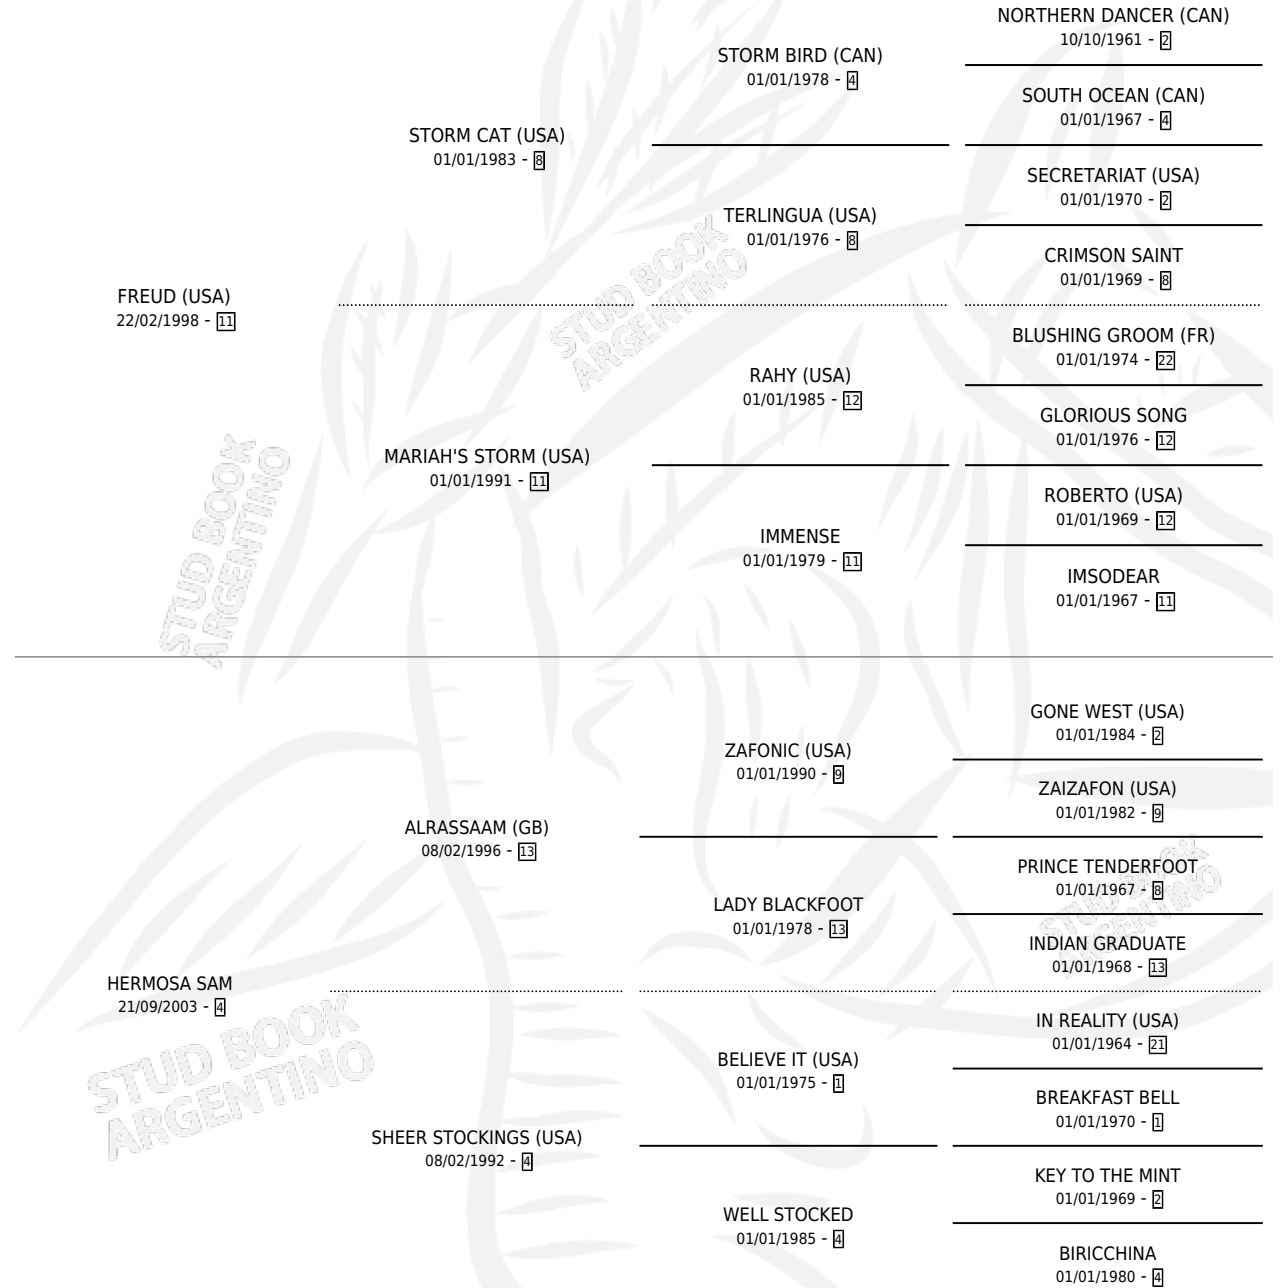 NORTHERN DANCER (CAN)
10/10/1961 - 2
STORM BIRD (CAN)
01/01/1978 - 4
SOUTH OCEAN (CAN)
01/01/1967 - 4
STORM CAT (USA)
01/01/1983 - 8
SECRETARIAT (USA)
01/01/1970 - 2
TERLINGUA (USA)
01/01/1976 - 8
CRIMSON SAINT
01/01/1969 - 8
FREUD (USA)
22/02/1998 - 11
BLUSHING GROOM (FR)
01/01/1974 - 22
RAHY (USA)
01/01/1985 - 12
GLORIOUS SONG
01/01/1976 - 12
MARIAH'S STORM (USA)
01/01/1991 - 11
ROBERTO (USA)
01/01/1969 - 12
IMMENSE
01/01/1979 - 11
IMSODEAR
01/01/1967 - 11
GONE WEST (USA)
01/01/1984 - 2
ZAFONIC (USA)
01/01/1990 - 9
ZAIZAFON (USA)
01/01/1982 - 9
ALRASSAAM (GB)
08/02/1996 - 13
PRINCE TENDERFOOT
01/01/1967 - 8
LADY BLACKFOOT
01/01/1978 - 13
INDIAN GRADUATE
01/01/1968 - 13
HERMOSA SAM
21/09/2003 - 4
IN REALITY (USA)
01/01/1964 - 21
BELIEVE IT (USA)
01/01/1975 - 1
BREAKFAST BELL
01/01/1970 - 1
SHEER STOCKINGS (USA)
08/02/1992 - 4
KEY TO THE MINT
01/01/1969 - 2
WELL STOCKED
01/01/1985 - 4
BIRICCHINA
01/01/1980 - 4
STUD BOOK
ARGENTINO
STUD BOOK
ARGENTINO
STUD BOOK
ARGENTINO
STUD BOOK
ARGENTINO